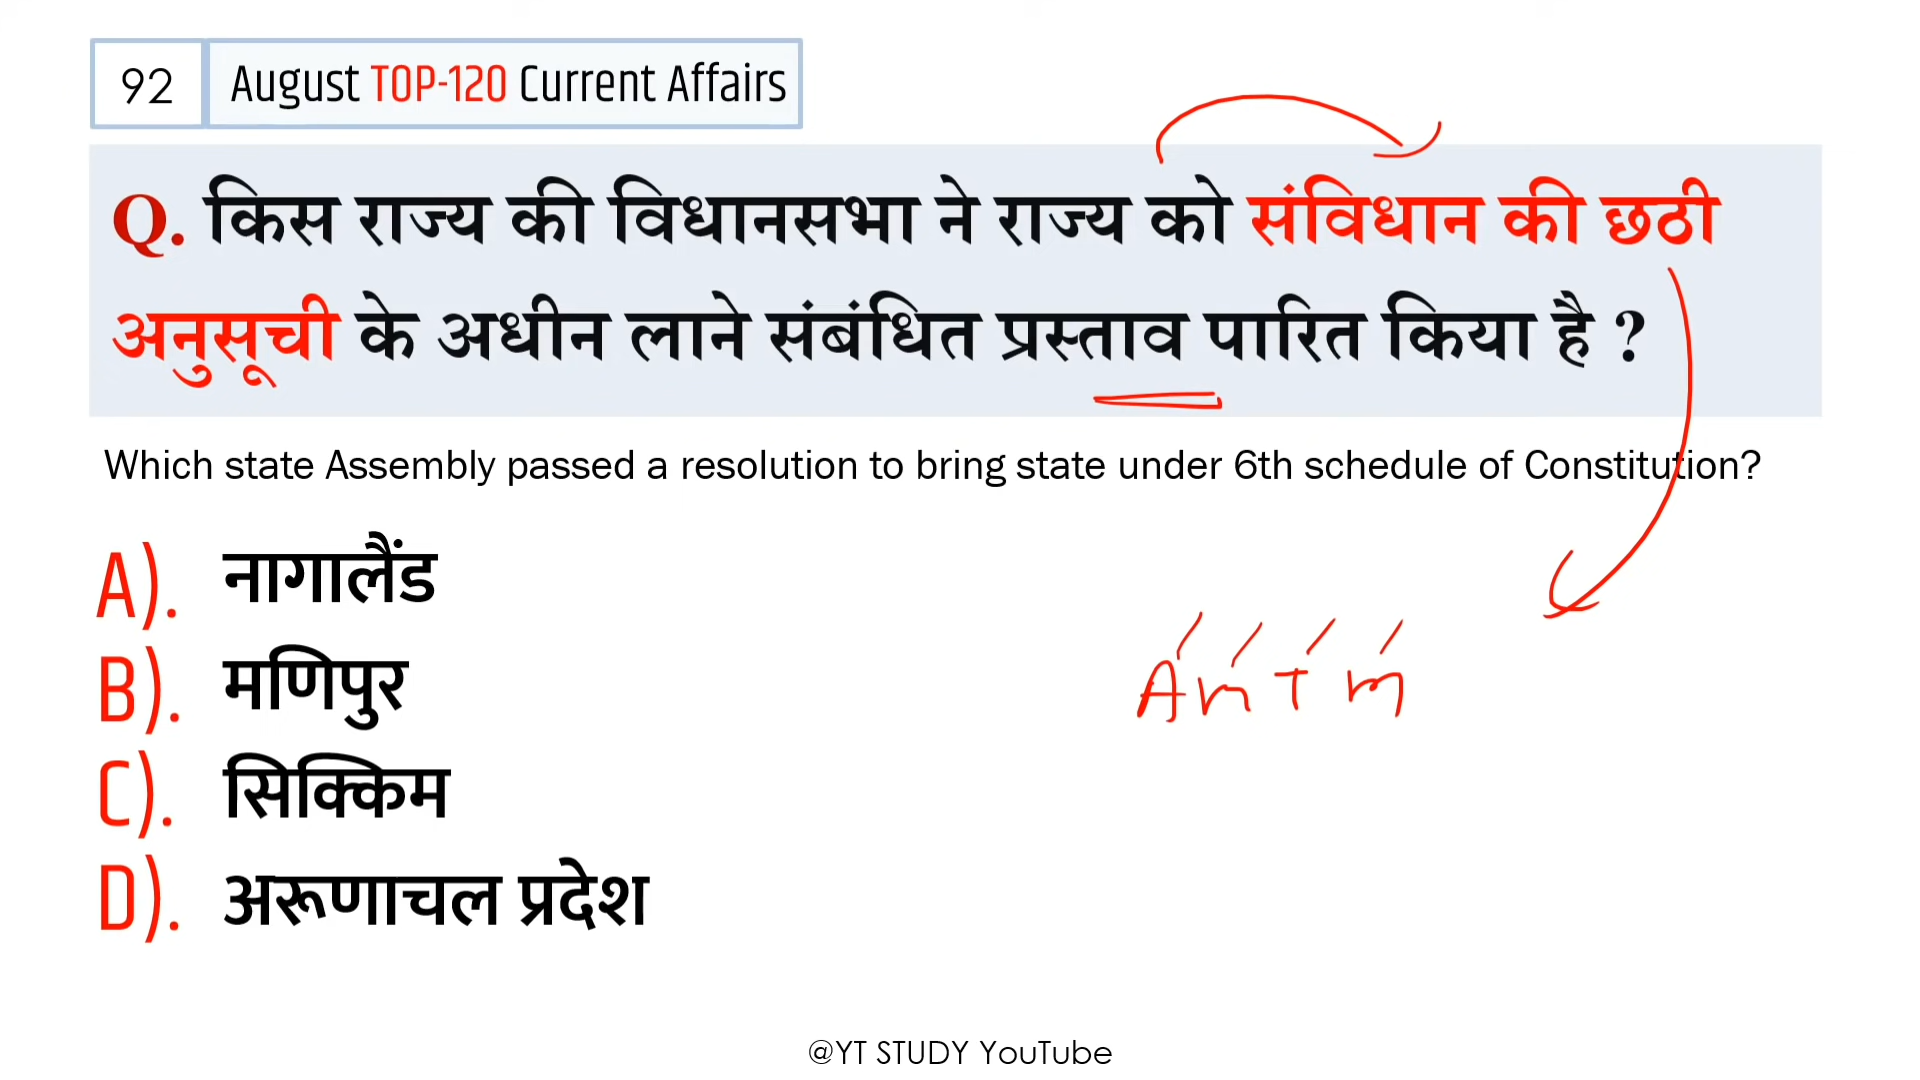 92
August TOP-120 Current Affairs
Q. किस राज्य की विधानसभा ने राज्य को संविधान की छठी
अनुसूची के अधीन लाने संबंधित प्रस्ताव पारित किया है ?
Which state Assembly passed a resolution to bring state under 6th schedule of Constitution?
A). नागालैंड
B). मणिपुर
C). सिक्किम
D). अरूणाचल प्रदेश
A m T m
@YT STUDY YouTube